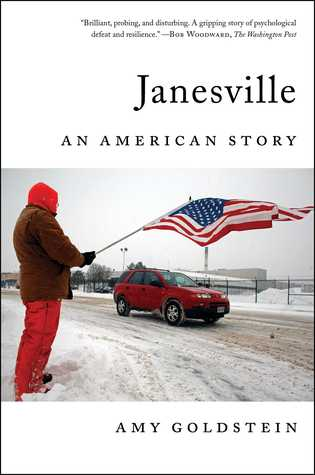 "Brilliant, probing, and disturbing. A gripping story of psychological
defeat and resilience."—Bob Woodward, The Washington Post
Janesville
AN AMERICAN STORY
AMY GOLDSTEIN